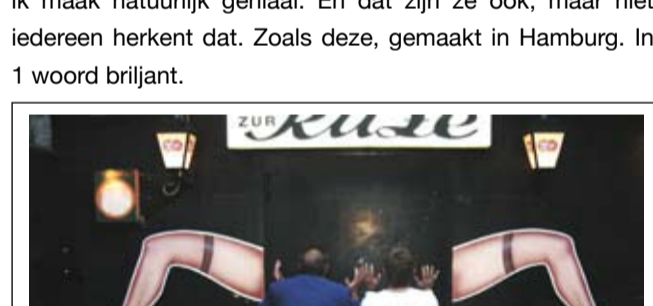 ik maak natuurlijk geniaal. En dat zijn ze ook, maar niet
iedereen herkent dat. Zoals deze, gemaakt in Hamburg. In
1 woord briljant.
ZUR